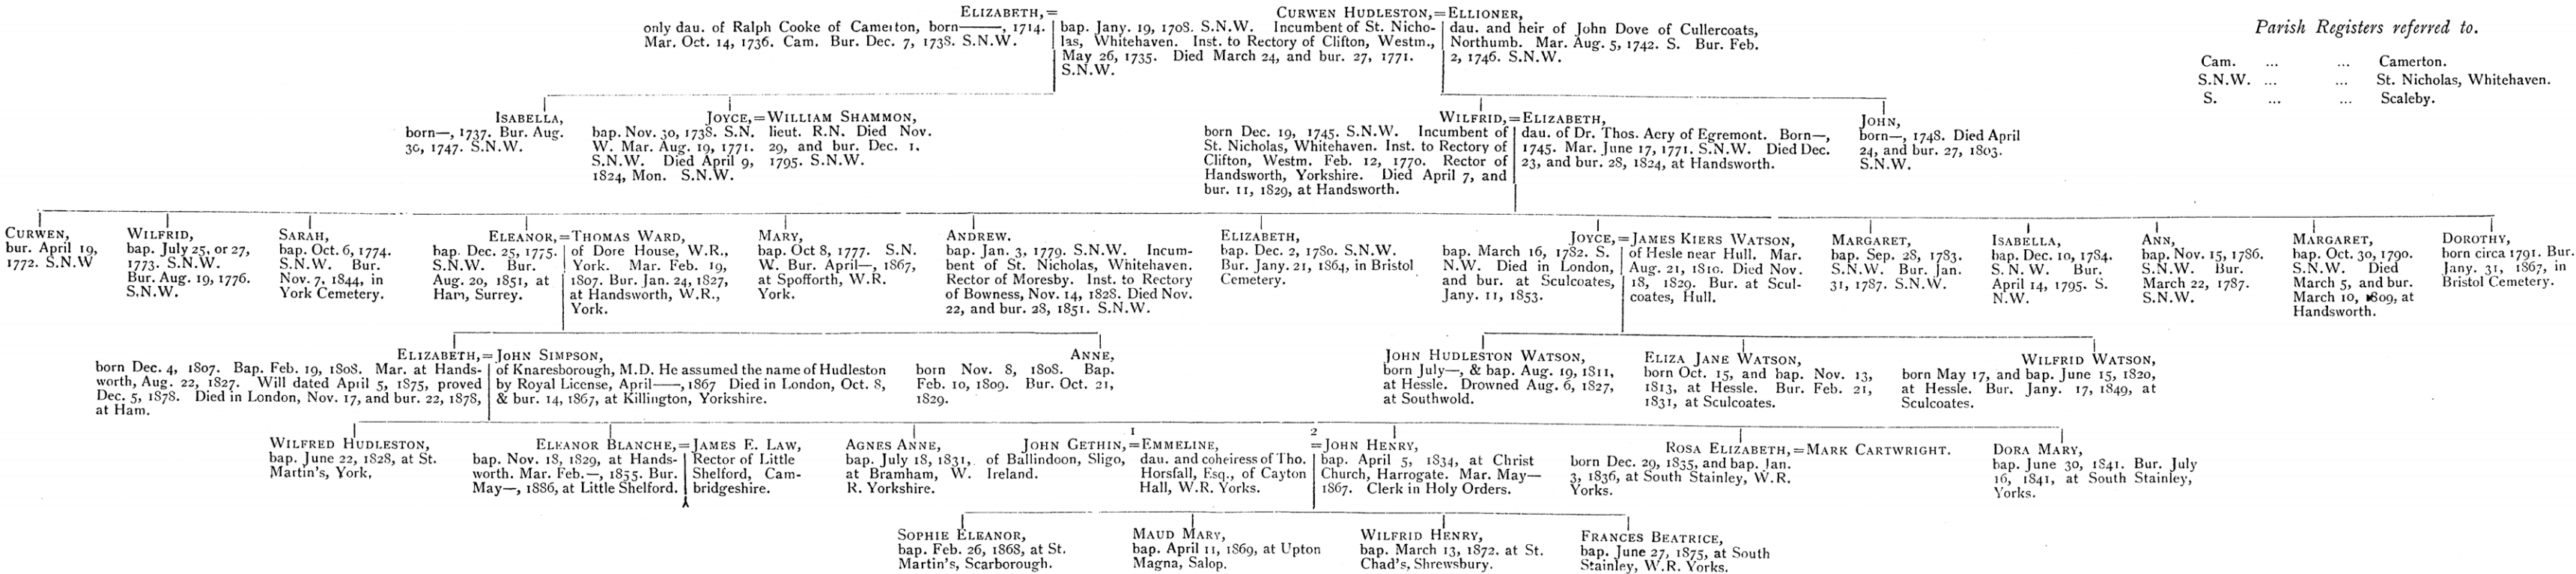 ELIZABETH,=
only dau. of Ralph Cooke of Camerton, born——, 1714.
Mar. Oct. 14, 1736. Cam. Bur. Dec. 7, 1738. S.N.W.
CURWEN HUDLESTON,=ELLIONER,
bap. Jany. 19, 1708. S.N.W. Incumbent of St. Nicho-
las, Whitehaven. Inst. to Rectory of Clifton, Westm.,
May 26, 1735. Died March 24, and bur. 27, 1771.
S.N.W.
dau. and heir of John Dove of Cullercoats,
Northumb. Mar. Aug. 5, 1742. S. Bur. Feb.
2, 1746. S.N.W.
Parish Registers referred to.
Cam. ... ... Camerton.
S.N.W. ... ... St. Nicholas, Whitehaven.
S. ... ... Scaleby.
ISABELLA,
born—, 1737. Bur. Aug.
30, 1747. S.N.W.
JOYCE,=WILLIAM SHAMMON,
bap. Nov. 30, 1738. S.N.
W. Mar. Aug. 19, 1771.
S.N.W. Died April 9,
1824, Mon. S.N.W.
lieut. R.N. Died Nov.
29, and bur. Dec. 1.
1795. S.N.W.
WILFRID,=ELIZABETH,
born Dec. 19, 1745. S.N.W. Incumbent of
St. Nicholas, Whitehaven. Inst. to Rectory of
Clifton, Westm. Feb. 12, 1770. Rector of
Handsworth, Yorkshire. Died April 7, and
bur. 11, 1829, at Handsworth.
dau. of Dr. Thos. Acry of Egremont. Born—,
1745. Mar. June 17, 1771. S.N.W. Died Dec.
23, and bur. 28, 1824, at Handsworth.
JOHN,
born—, 1748. Died April
24, and bur. 27, 1803.
S.N.W.
CURWEN,
bur. April 19,
1772. S.N.W
WILFRID,
bap. July 25, or 27,
1773. S.N.W.
Bur. Aug. 19, 1776.
S.N.W.
SARAH,
bap. Oct. 6, 1774.
S.N.W. Bur.
Nov. 7, 1844, in
York Cemetery.
ELEANOR,=THOMAS WARD,
bap. Dec. 25, 1775.
S.N.W. Bur.
Aug. 20, 1851, at
Ham, Surrey.
of Dore House, W.R.,
York. Mar. Feb. 19,
1807. Bur. Jan. 24, 1827,
at Handsworth, W.R.,
York.
MARY,
bap. Oct 8, 1777. S.N.
W. Bur. April—, 1867,
at Spofforth, W.R.
York.
ANDREW.
bap. Jan. 3, 1779. S.N.W. Incum-
bent of St. Nicholas, Whitehaven.
Rector of Moresby. Inst. to Rectory
of Bowness, Nov. 14, 1828. Died Nov.
22, and bur. 28, 1851. S.N.W.
ELIZABETH,
bap. Dec. 2, 1780. S.N.W.
Bur. Jany. 21, 1864, in Bristol
Cemetery.
JOYCE,=JAMES KIERS WATSON,
bap. March 16, 1782. S.
N.W. Died in London,
and bur. at Sculcoates,
Jany. 11, 1853.
of Hesle near Hull. Mar.
Aug. 21, 1810. Died Nov.
18, 1829. Bur. at Scul-
coates, Hull.
MARGARET,
bap. Sep. 28, 1783.
S.N.W. Bur. Jan.
31, 1787. S.N.W.
ISABELLA,
bap. Dec. 10, 1784.
S. N. W. Bur.
April 14, 1795. S.
N.W.
ANN,
bap. Nov. 15, 1786.
S.N.W. Bur.
March 22, 1787.
S.N.W.
MARGARET,
bap. Oct. 30, 1790.
S.N.W. Died
March 5, and bur.
March 10, 1809, at
Handsworth.
DOROTHY,
born circa 1791. Bur.
Jany. 31, 1867, in
Bristol Cemetery.
ELIZABETH,=JOHN SIMPSON,
born Dec. 4, 1807. Bap. Feb. 19, 1808. Mar. at Hands-
worth, Aug. 22, 1827. Will dated April 5, 1875, proved
Dec. 5, 1878. Died in London, Nov. 17, and bur. 22, 1878,
at Ham.
of Knaresborough, M.D. He assumed the name of Hudleston
by Royal License, April——, 1867 Died in London, Oct. 8,
& bur. 14, 1867, at Killington, Yorkshire.
ANNE,
born Nov. 8, 1808. Bap.
Feb. 10, 1809. Bur. Oct. 21,
1829.
JOHN HUDLESTON WATSON,
born July—, & bap. Aug. 19, 1811,
at Hessle. Drowned Aug. 6, 1827,
at Southwold.
ELIZA JANE WATSON,
born Oct. 15, and bap. Nov. 13,
1813, at Hessle. Bur. Feb. 21,
1831, at Sculcoates.
WILFRID WATSON,
born May 17, and bap. June 15, 1820,
at Hessle. Bur. Jany. 17, 1849, at
Sculcoates.
WILFRED HUDLESTON,
bap. June 22, 1828, at St.
Martin's, York,
ELEANOR BLANCHE,=JAMES E. LAW,
bap. Nov. 18, 1829, at Hands-
worth. Mar. Feb.—, 1855. Bur.
May—, 1886, at Little Shelford.
Rector of Little
Shelford, Cam-
bridgeshire.
AGNES ANNE,
bap. July 18, 1831,
at Bramham, W.
R. Yorkshire.
1 2
JOHN GETHIN,=EMMELINE,=JOHN HENRY,
of Ballindoon, Sligo,
Ireland.
dau. and coheiress of Tho.
Horsfall, Esq., of Cayton
Hall, W.R. Yorks.
bap. April 5, 1834, at Christ
Church, Harrogate. Mar. May—
1867. Clerk in Holy Orders.
ROSA ELIZABETH,=MARK CARTWRIGHT.
born Dec. 29, 1835, and bap. Jan.
3, 1836, at South Stainley, W.R.
Yorks.
DORA MARY,
bap. June 30, 1841. Bur. July
16, 1841, at South Stainley,
Yorks.
SOPHIE ELEANOR,
bap. Feb. 26, 1868, at St.
Martin's, Scarborough.
MAUD MARY,
bap. April 11, 1869, at Upton
Magna, Salop.
WILFRID HENRY,
bap. March 13, 1872. at St.
Chad's, Shrewsbury.
FRANCES BEATRICE,
bap. June 27, 1875, at South
Stainley, W.R. Yorks.